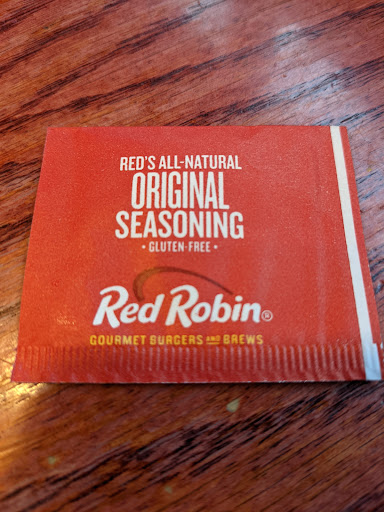 RED'S ALL-NATURAL
ORIGINAL
SEASONING
• GLUTEN-FREE •
Red Robin®
GOURMET BURGERS AND BREWS